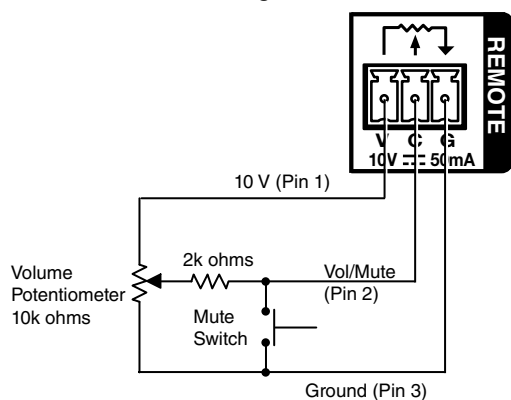 REMOTE
V C G
10V 50mA
10 V (Pin 1)
2k ohms
Vol/Mute
(Pin 2)
Volume
Potentiometer
10k ohms
Mute
Switch
Ground (Pin 3)